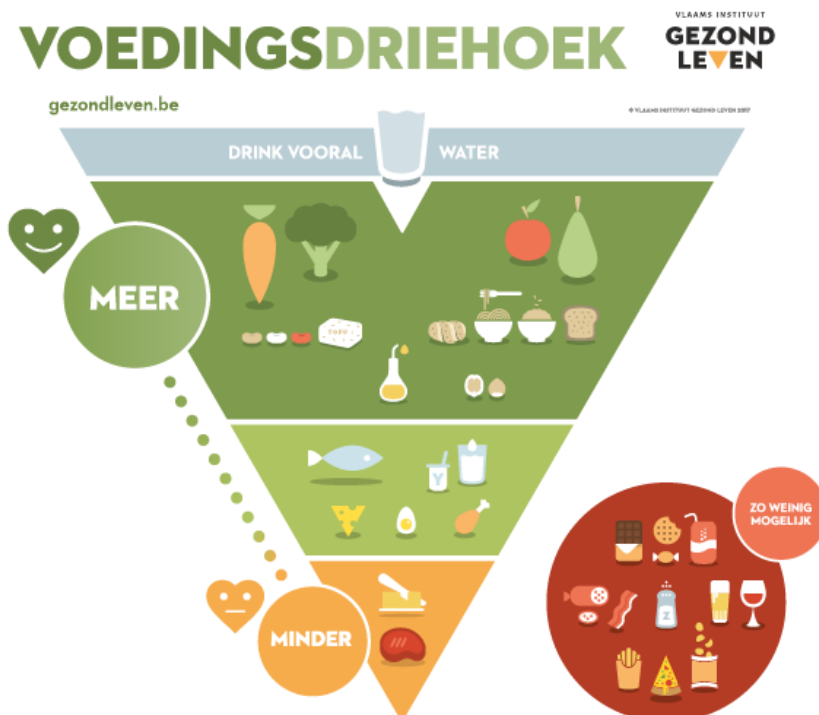 VOEDINGSDRIEHOEK
VLAAMS INSTITUUT
GEZOND
LEVEN
gezondleven.be
© VLAAMS INSTITUUT GEZOND LEVEN 2017
DRINK VOORAL WATER
MEER
TOFU
Y
MINDER
ZO WEINIG
MOGELIJK
Z